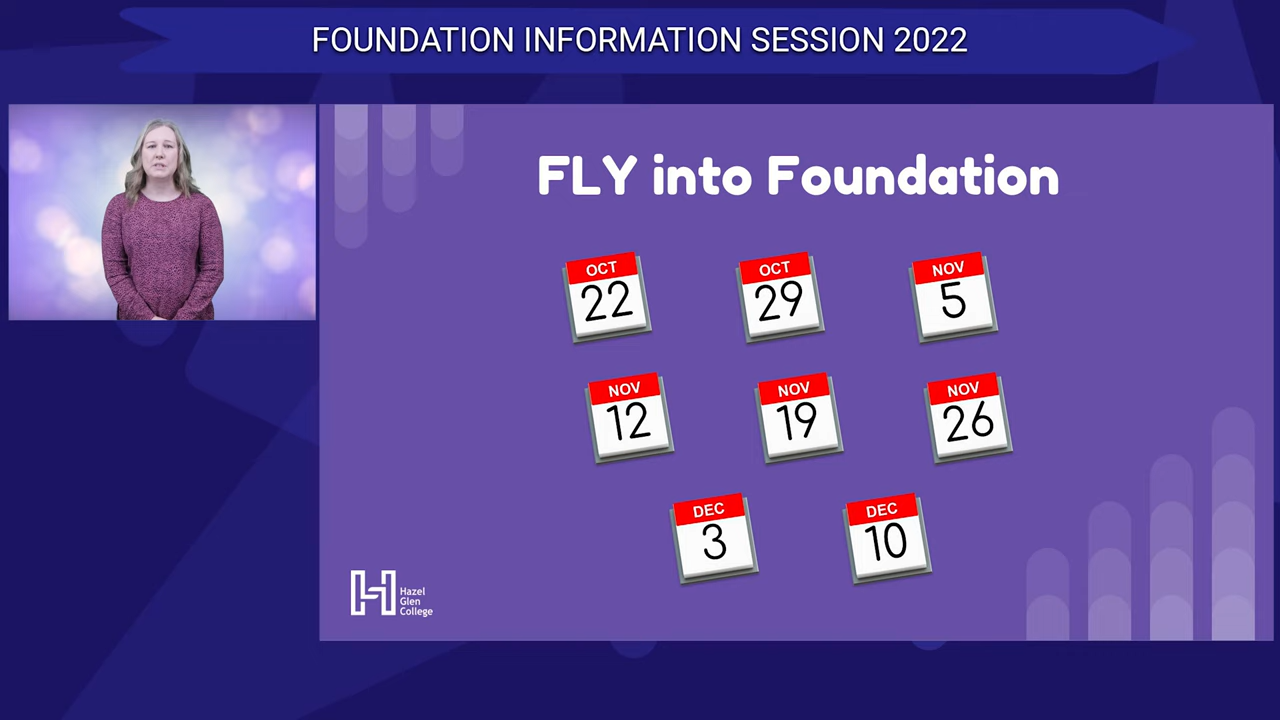 FOUNDATION INFORMATION SESSION 2022
FLY into Foundation
OCT
22
OCT
29
NOV
5
NOV
12
NOV
19
NOV
26
DEC
3
DEC
10
Hazel
Glen
College